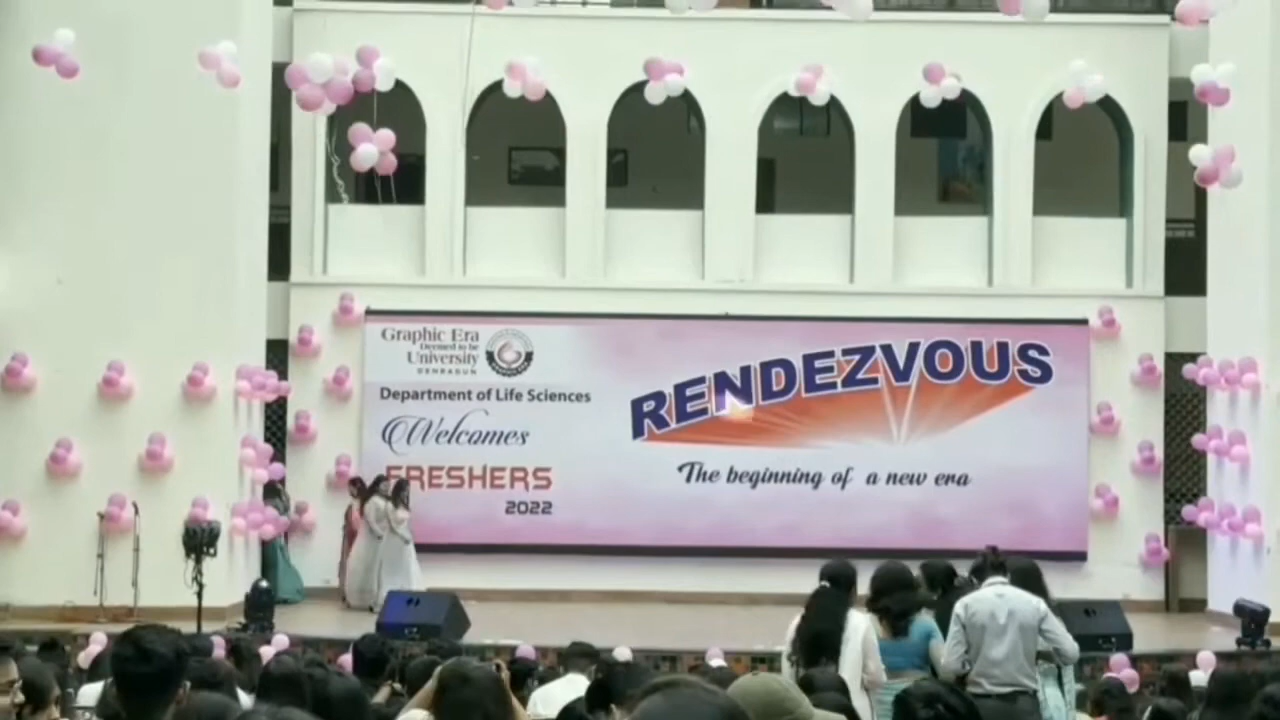 Graphic Era
Deemed to be
University
DEHRADUN
Department of Life Sciences
Welcomes
FRESHERS
2022
RENDEZVOUS
The beginning of a new era